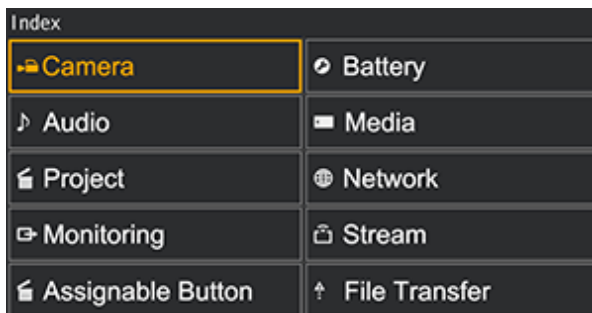 Index
Camera
Battery
Audio
Media
Project
Network
Monitoring
Stream
Assignable Button
File Transfer